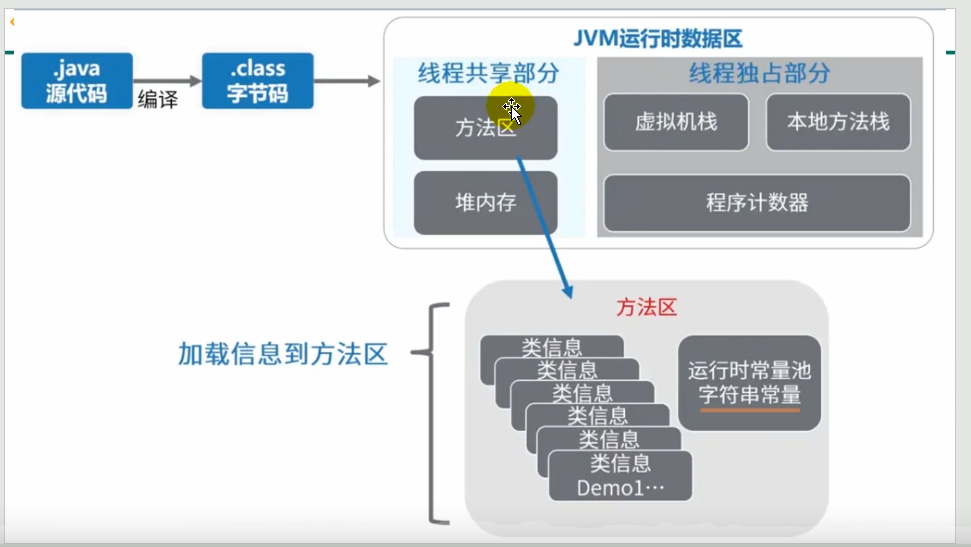 JVM运行时数据区
.java
源代码
编译
.class
字节码
线程共享部分
线程独占部分
方法区
虚拟机栈
本地方法栈
堆内存
程序计数器
方法区
加载信息到方法区
类信息
类信息
类信息
类信息
类信息
类信息
Demo1…
运行时常量池
字符串常量